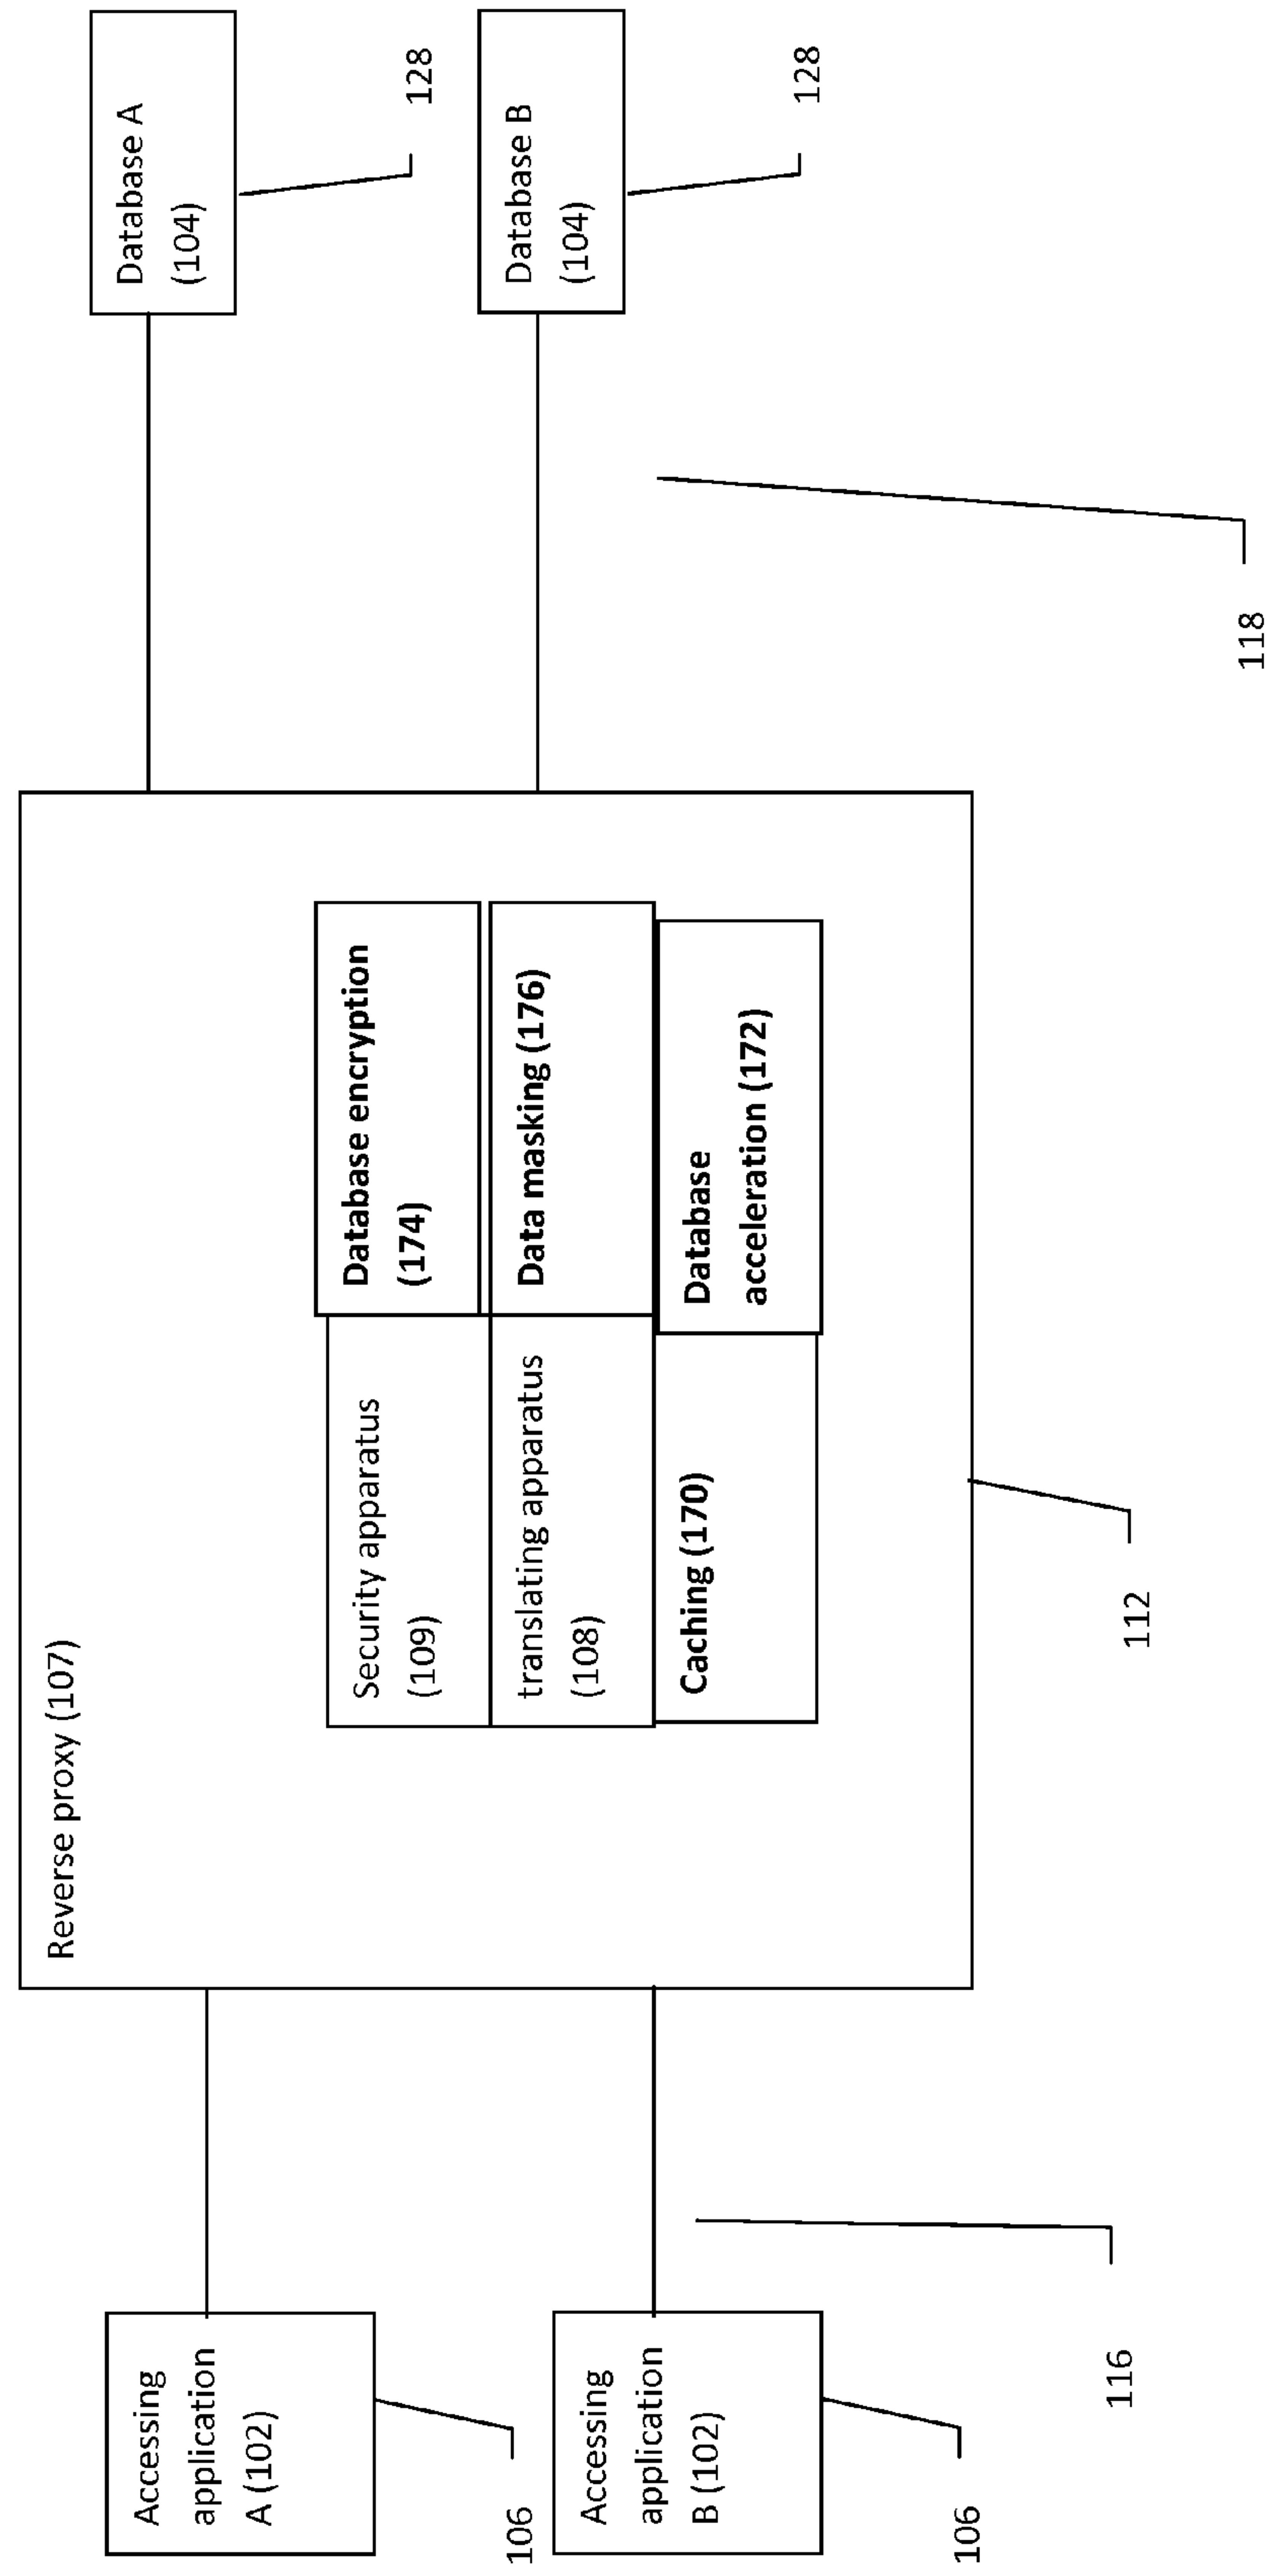 Reverse proxy (107)
Accessing
application
A (102)
106
Accessing
application
B (102)
106
116
Security apparatus
(109)
Database encryption
(174)
translating apparatus
(108)
Data masking (176)
Caching (170)
Database
acceleration (172)
112
Database A
(104)
128
Database B
(104)
128
118